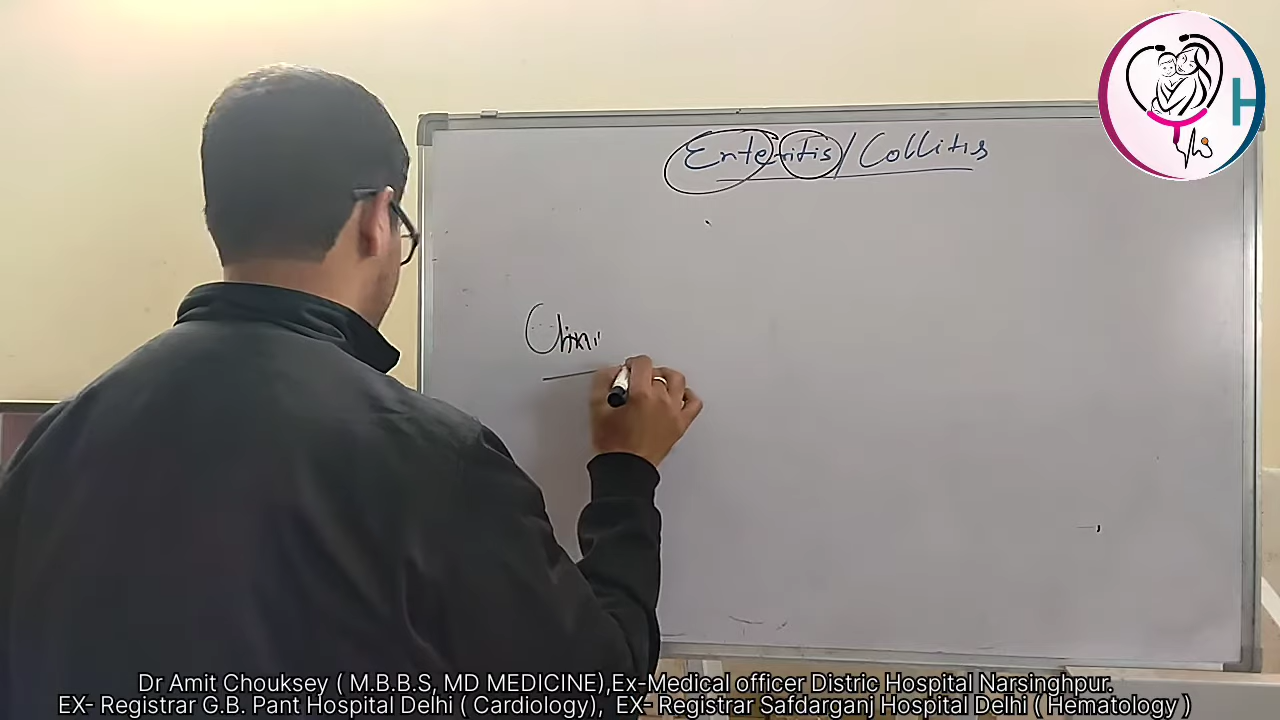 Enteritis/Collitis
Clini
H
Dr Amit Chouksey ( M.B.B.S, MD MEDICINE),Ex-Medical officer Distric Hospital Narsinghpur.
EX- Registrar G.B. Pant Hospital Delhi ( Cardiology), EX- Registrar Safdarganj Hospital Delhi ( Hematology )